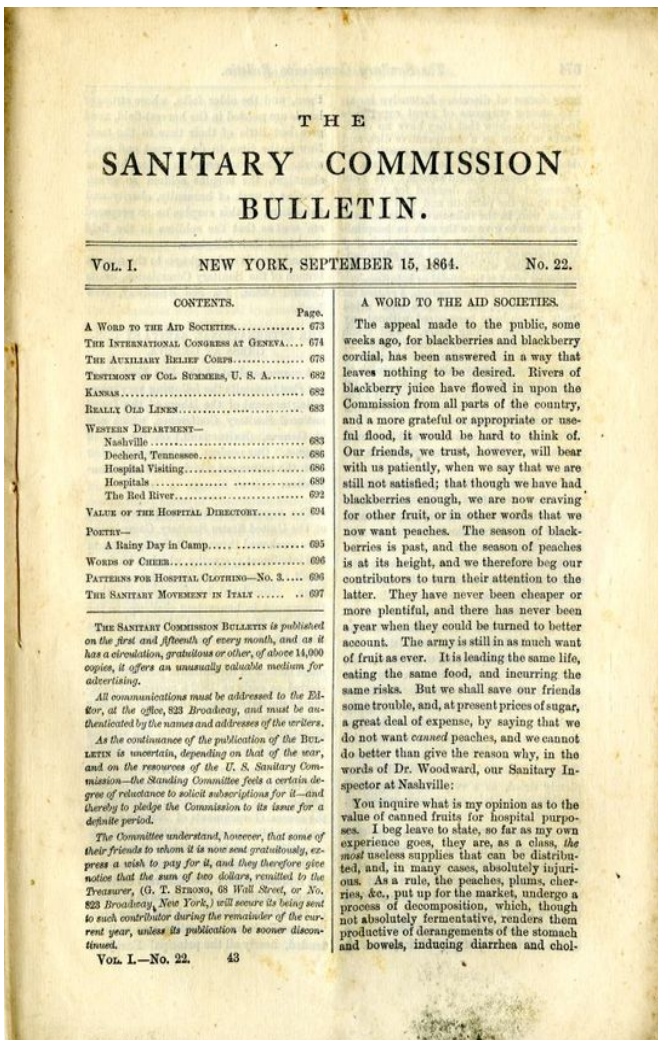 THE
SANITARY COMMISSION
BULLETIN.
VOL. I. NEW YORK, SEPTEMBER 15, 1864. No. 22.
CONTENTS.
Page.
A WORD TO THE AID SOCIETIES............... 673
THE INTERNATIONAL CONGRESS AT GENEVA.... 674
THE AUXILIARY RELIEF CORPS............... 678
TESTIMONY OF COL. SUMMERS, U. S. A........ 682
KANSAS...................................... 682
REALLY OLD LINEN.......................... 683
WESTERN DEPARTMENT—
Nashville ............................... 683
Decherd, Tennessee...................... 686
Hospital Visiting......................... 686
Hospitals ............... ............... 689
The Red River........................... 692
VALUE OF THE HOSPITAL DIRECTORY....... ... 694
POETRY—
A Rainy Day in Camp..... ............... 695
WORDS OF CHEER........................... 696
PATTERNS FOR HOSPITAL CLOTHING—No. 3..... 696
THE SANITARY MOVEMENT IN ITALY ...... .. 697
THE SANITARY COMMISSION BULLETIN is published
on the first and fifteenth of every month, and as it
has a circulation, gratuitous or other, of above 14,000
copies, it offers an unusually valuable medium for
advertising.
All communications must be addressed to the Ed-
itor, at the office, 823 Broadway, and must be au-
thenticated by the names and addresses of the writers.
As the continuance of the publication of the BUL-
LETIN is uncertain, depending on that of the war,
and on the resources of the U. S. Sanitary Com-
mission—the Standing Committee feels a certain de-
gree of reluctance to solicit subscriptions for it—and
thereby to pledge the Commission to its issue for a
definite period.
The Committee understand, however, that some of
their friends to whom it is now sent gratuitously, ex-
press a wish to pay for it, and they therefore give
notice that the sum of two dollars, remitted to the
Treasurer, (G. T. STRONG, 68 Wall Street, or No.
823 Broadway, New York,) will secure its being sent
to such contributor during the remainder of the cur-
rent year, unless its publication be sooner discon-
tinued.
VOL. I.—No. 22. 43
A WORD TO THE AID SOCIETIES.
The appeal made to the public, some
weeks ago, for blackberries and blackberry
cordial, has been answered in a way that
leaves nothing to be desired. Rivers of
blackberry juice have flowed in upon the
Commission from all parts of the country,
and a more grateful or appropriate or use-
ful flood, it would be hard to think of.
Our friends, we trust, however, will bear
with us patiently, when we say that we are
still not satisfied; that though we have had
blackberries enough, we are now craving
for other fruit, or in other words that we
now want peaches. The season of black-
berries is past, and the season of peaches
is at its height, and we therefore beg our
contributors to turn their attention to the
latter. They have never been cheaper or
more plentiful, and there has never been
a year when they could be turned to better
account. The army is still in as much want
of fruit as ever. It is leading the same life,
eating the same food, and incurring the
same risks. But we shall save our friends
some trouble, and, at present prices of sugar,
a great deal of expense, by saying that we
do not want canned peaches, and we cannot
do better than give the reason why, in the
words of Dr. Woodward, our Sanitary In-
spector at Nashville:
You inquire what is my opinion as to the
value of canned fruits for hospital purpo-
ses. I beg leave to state, so far as my own
experience goes, they are, as a class, the
most useless supplies that can be distribu-
ted, and, in many cases, absolutely injuri-
ous. As a rule, the peaches, plums, cher-
ries, &c., put up for the market, undergo a
process of decomposition, which, though
not absolutely fermentative, renders them
productive of derangements of the stomach
and bowels, inducing diarrhea and chol-